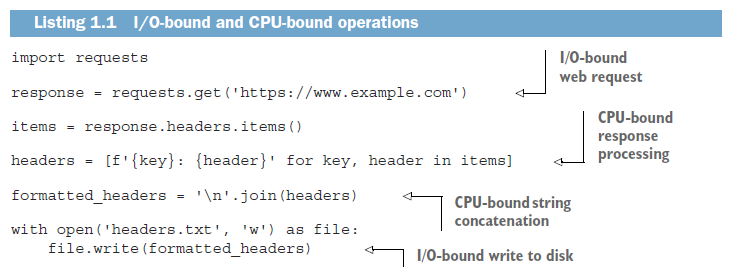 Listing 1.1 I/O-bound and CPU-bound operations
import requests
I/O-bound
web request
response = requests.get('https://www.example.com')
items = response.headers.items()
CPU-bound
response
processing
headers = [f'{key}: {header}' for key, header in items]
formatted_headers = '\n'.join(headers)
CPU-bound string
concatenation
with open('headers.txt', 'w') as file:
    file.write(formatted_headers)
I/O-bound write to disk